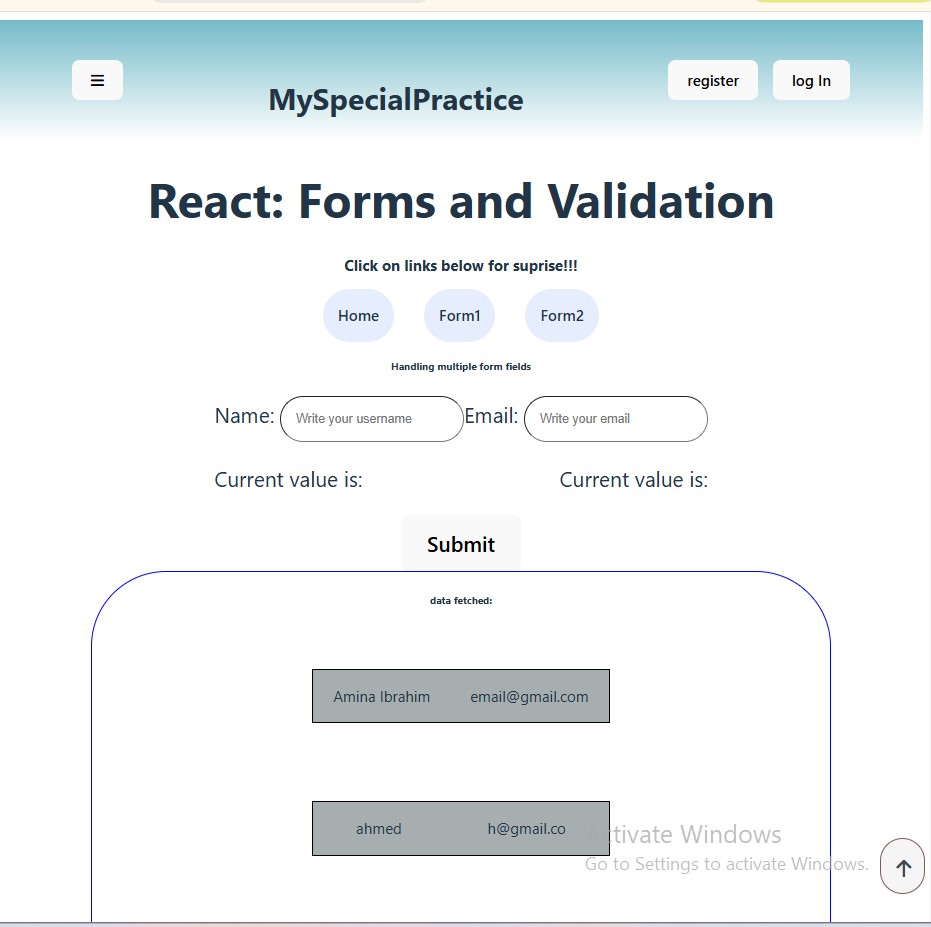 register log In
MySpecialPractice
React: Forms and Validation
Click on links below for suprise!!!
Home Form1 Form2
Handling multiple form fields
Name: Write your username Email: Write your email
Current value is: Current value is:
Submit
data fetched:
Amina Ibrahim email@gmail.com
ahmed h@gmail.co
Activate Windows
Go to Settings to activate Windows.